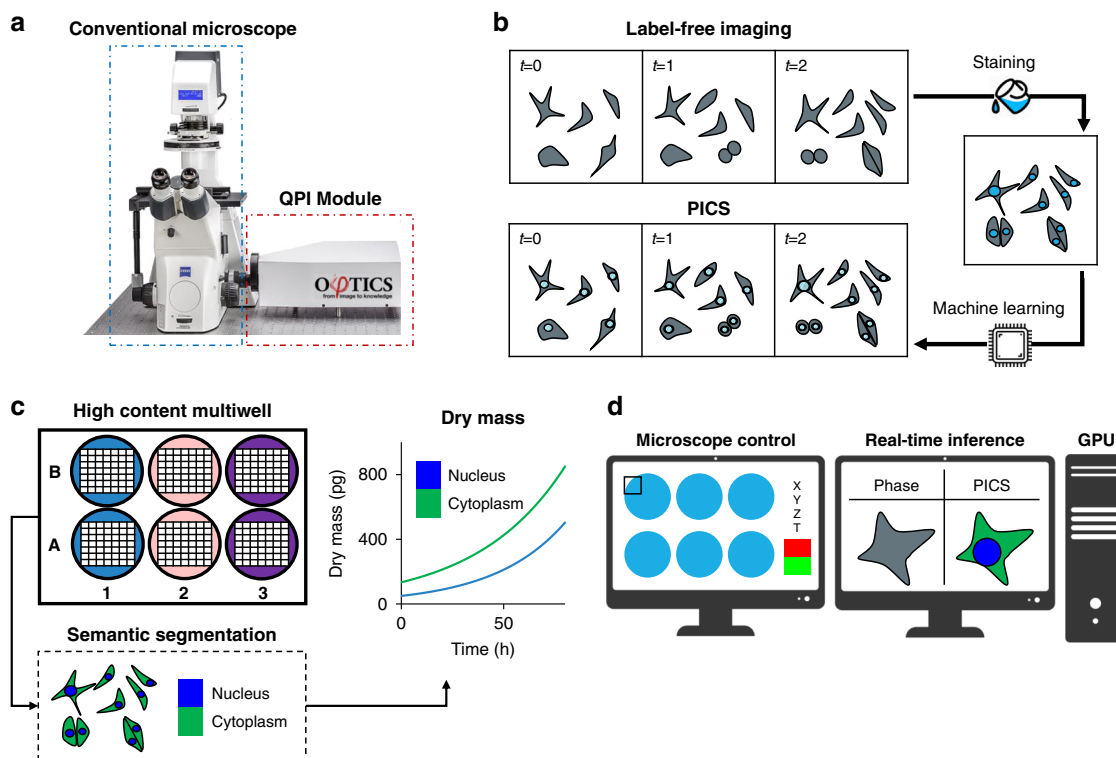 a
Conventional microscope
QPI Module
OφTICS
from image to knowledge
ZEISS
b
Label-free imaging
t=0
t=1
t=2
Staining
PICS
t=0
t=1
t=2
Machine learning
c
High content multiwell
B
A
1
2
3
Semantic segmentation
Nucleus
Cytoplasm
Dry mass
Dry mass (pg)
800
400
0
Nucleus
Cytoplasm
0
50
Time (h)
d
Microscope control
X
Y
Z
T
Real-time inference
Phase
PICS
GPU